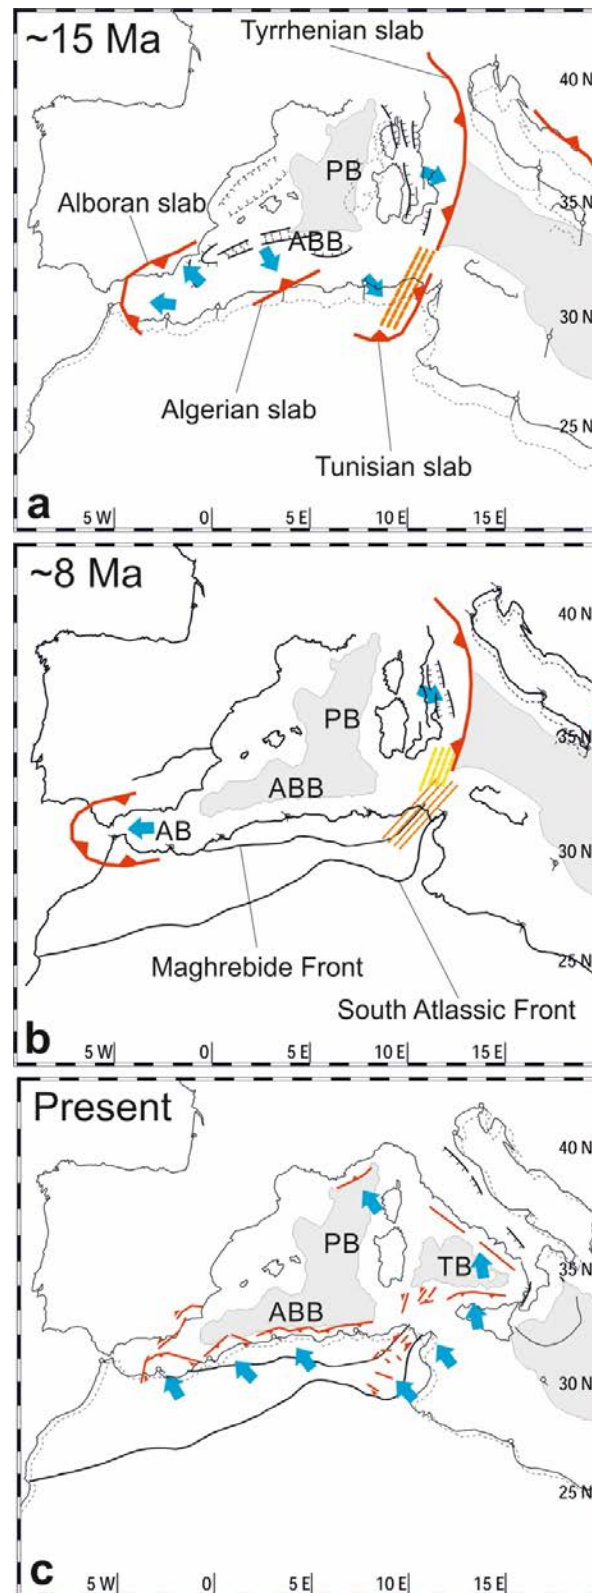 ~15 Ma
Tyrrhenian slab
40 N
PB
Alboran slab
35 N
ABB
30 N
Algerian slab
25 N
Tunisian slab
a
5 W 0 5 E 10 E 15 E
~8 Ma
40 N
PB
35 N
ABB
AB
30 N
Maghrebide Front
25 N
South Atlassic Front
b
5 W 0 5 E 10 E 15 E
Present
40 N
PB
TB
35 N
ABB
30 N
25 N
c
5 W 0 5 E 10 E 15 E